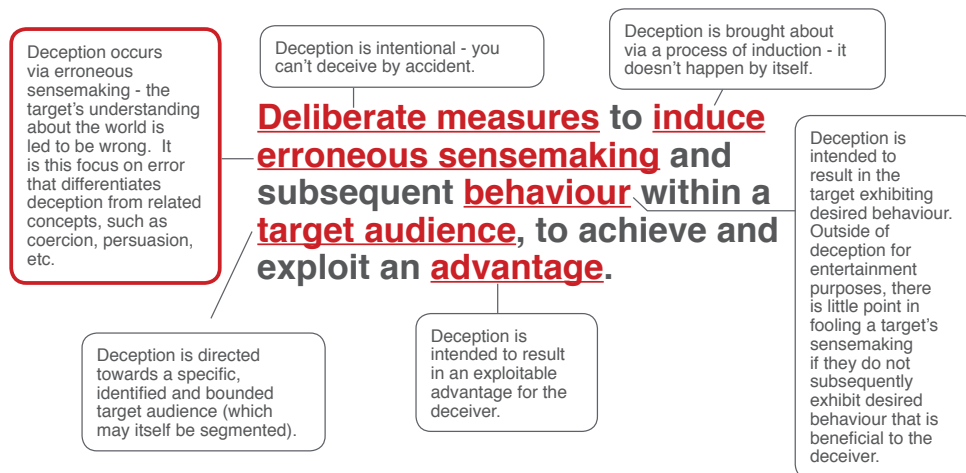 Deception occurs
via erroneous
sensemaking - the
target's understanding
about the world is
led to be wrong.  It
is this focus on error
that differentiates
deception from related
concepts, such as
coercion, persuasion,
etc.
Deception is intentional - you
can't deceive by accident.
Deception is brought about
via a process of induction - it
doesn't happen by itself.
Deliberate measures to induce
erroneous sensemaking and
subsequent behaviour within a
target audience, to achieve and
exploit an advantage.
Deception is
intended to
result in the
target exhibiting
desired behaviour.
Outside of
deception for
entertainment
purposes, there
is little point in
fooling a target's
sensemaking
if they do not
subsequently
exhibit desired
behaviour that is
beneficial to the
deceiver.
Deception is directed
towards a specific,
identified and bounded
target audience (which
may itself be segmented).
Deception is
intended to result
in an exploitable
advantage for the
deceiver.